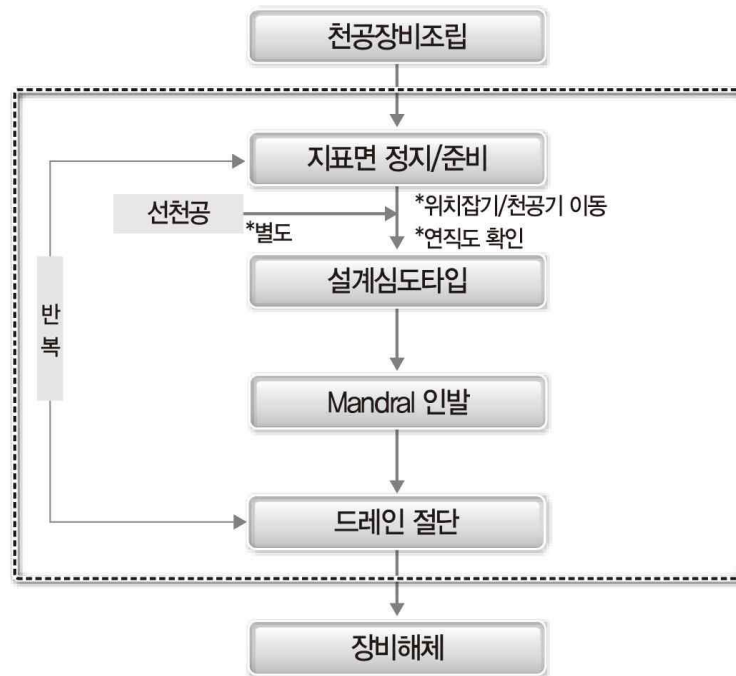 천공장비조립
지표면 정지/준비
선천공
*별도
*위치잡기/천공기 이동
*연직도 확인
설계심도타입
반
복
Mandral 인발
드레인 절단
장비해체